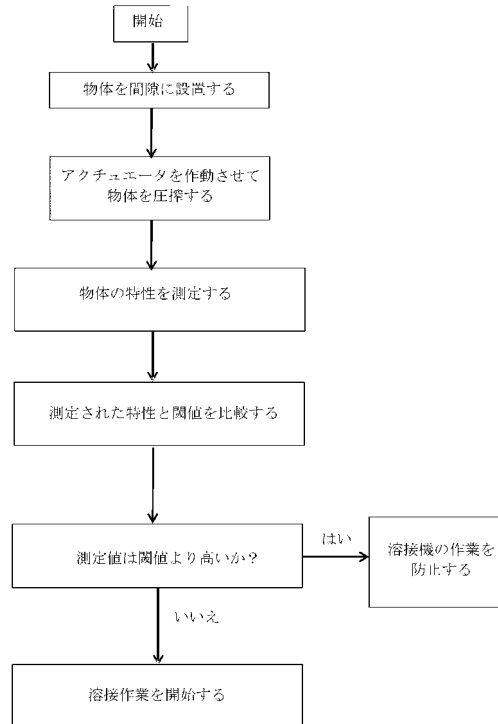 開始
物体を間隙に設置する
アクチュエータを作動させて
物体を圧搾する
物体の特性を測定する
測定された特性と閾値を比較する
測定値は閾値より高いか？
はい
溶接機の作業を
防止する
いいえ
溶接作業を開始する